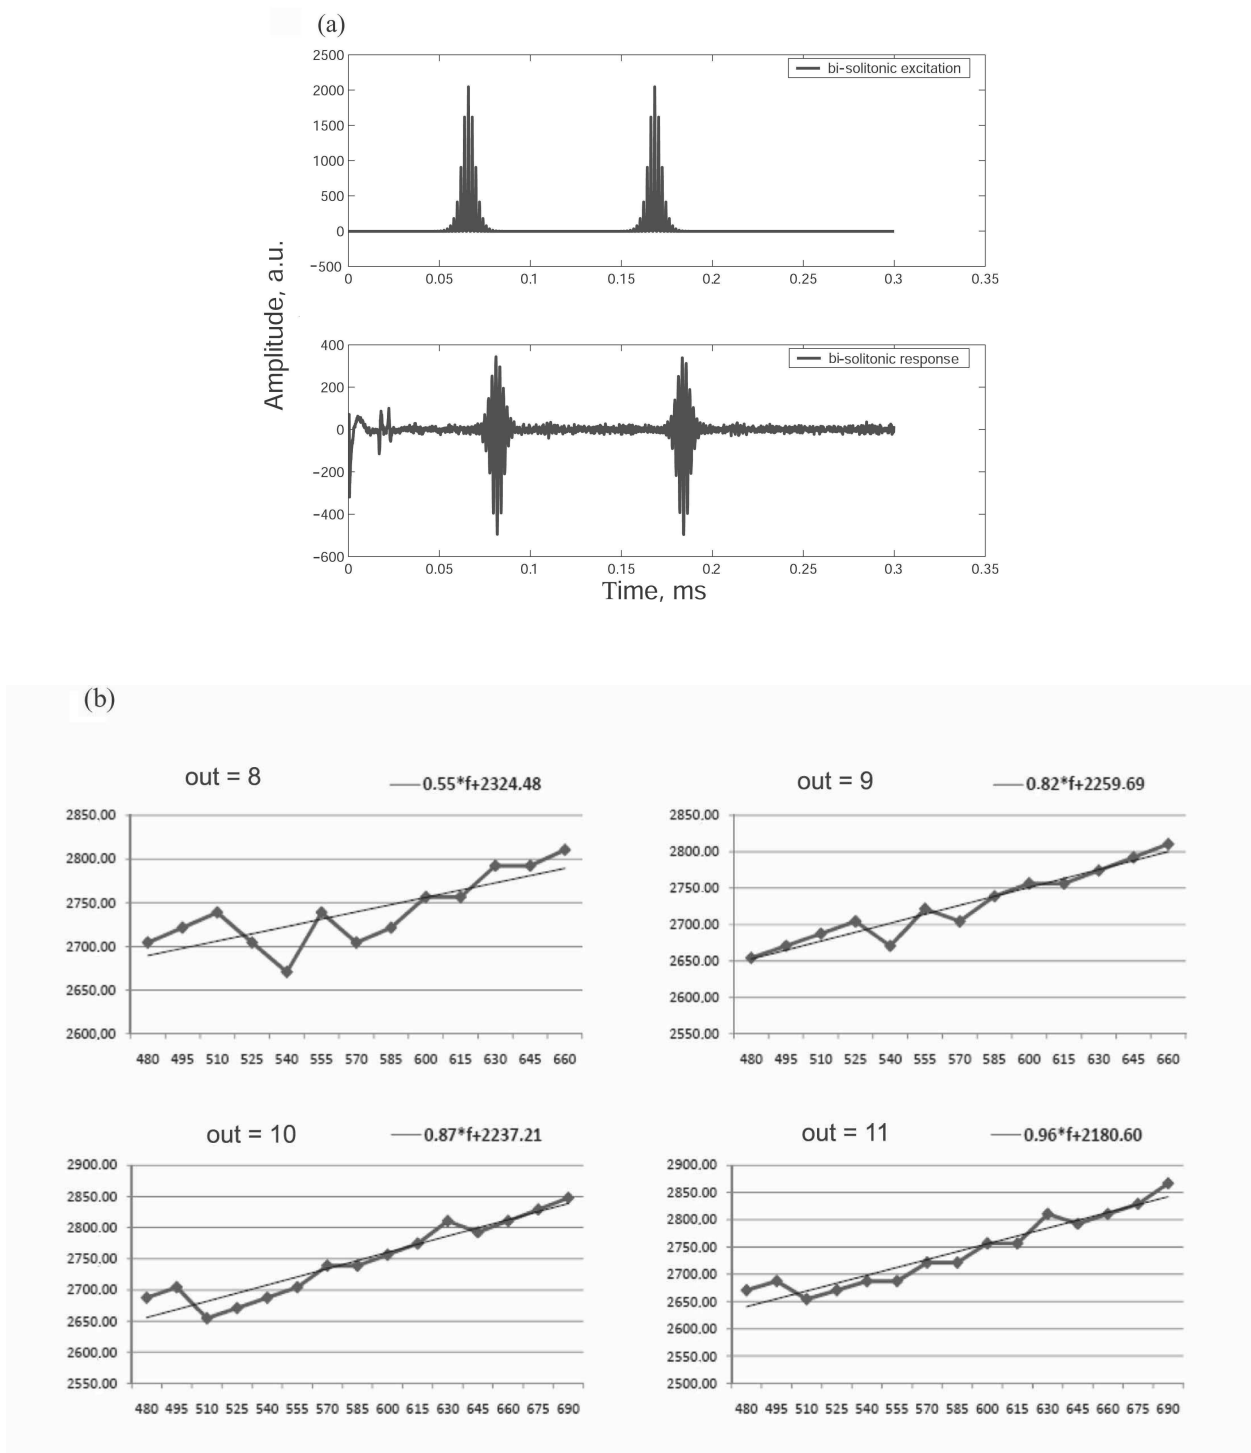 (a)
2500
bi-solitonic excitation
2000
1500
1000
500
0
−500
0 0.05 0.1 0.15 0.2 0.25 0.3 0.35
Amplitude, a.u.
400
bi-solitonic response
200
0
−200
−400
−600
0 0.05 0.1 0.15 0.2 0.25 0.3 0.35
Time, ms
(b)
out = 8 0.55*f+2324.48
2850.00
2800.00
2750.00
2700.00
2650.00
2600.00
480 495 510 525 540 555 570 585 600 615 630 645 660
out = 9 0.82*f+2259.69
2850.00
2800.00
2750.00
2700.00
2650.00
2600.00
2550.00
480 495 510 525 540 555 570 585 600 615 630 645 660
out = 10 0.87*f+2237.21
2900.00
2850.00
2800.00
2750.00
2700.00
2650.00
2600.00
2550.00
480 495 510 525 540 555 570 585 600 615 630 645 660 675 690
out = 11 0.96*f+2180.60
2900.00
2850.00
2800.00
2750.00
2700.00
2650.00
2600.00
2550.00
2500.00
480 495 510 525 540 555 570 585 600 615 630 645 660 675 690